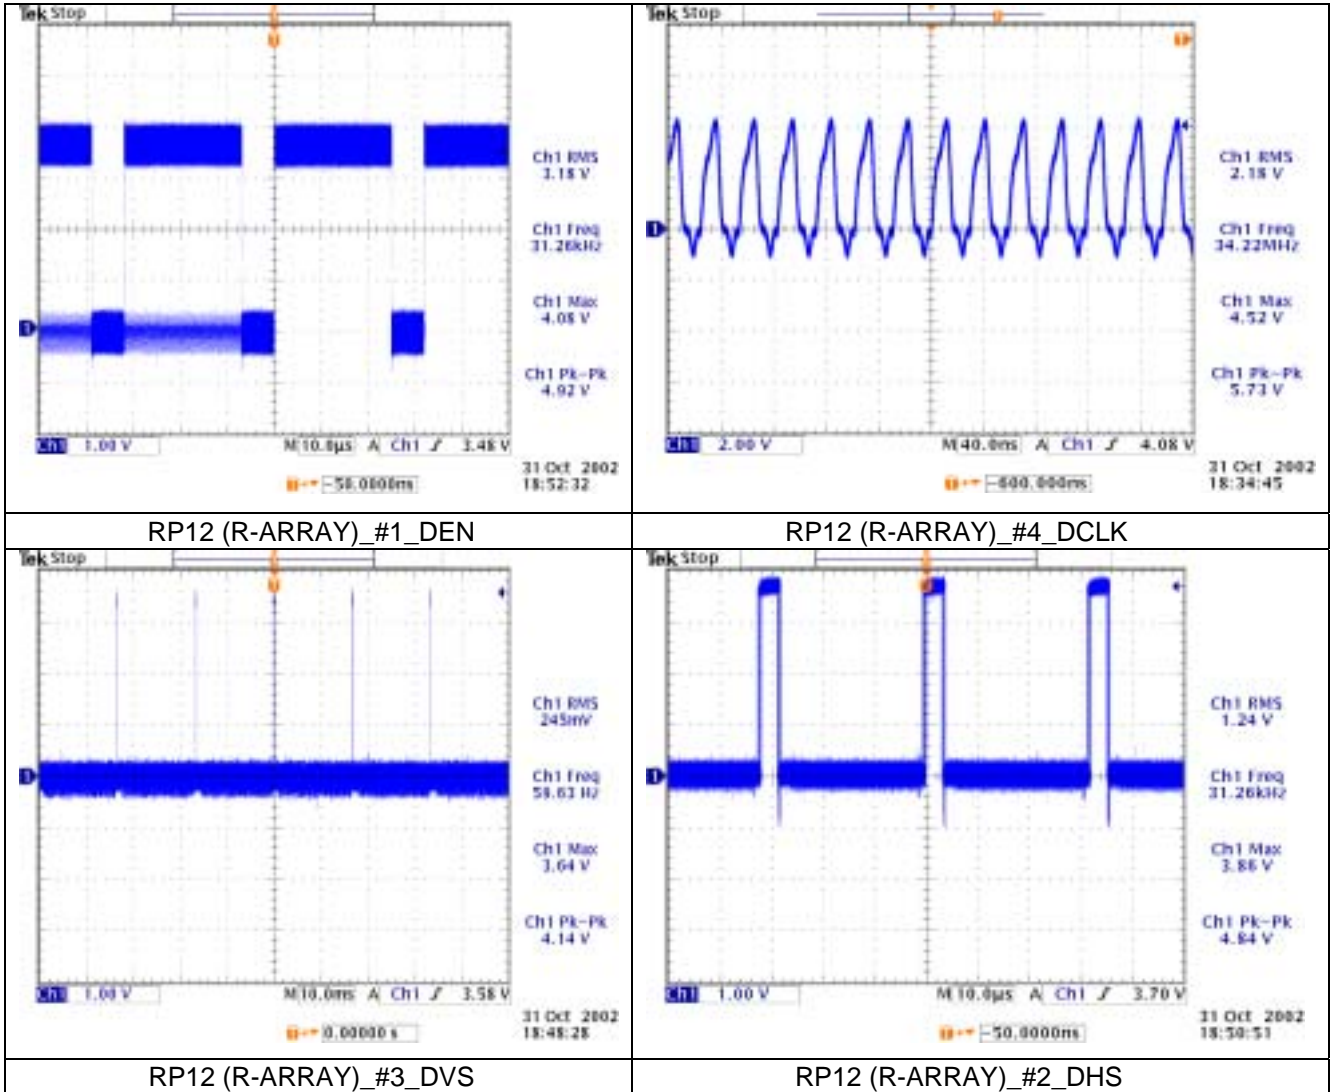 Tek Stop
Ch1 RMS
3.18 V
Ch1 Freq
31.26kHz
Ch1 Max
4.08 V
Ch1 Pk-Pk
4.92 V
Ch1 1.00 V M 10.0µs A Ch1 3.48 V
-50.0000ns
31 Oct 2002
18:52:32
RP12 (R-ARRAY)_#1_DEN
Tek Stop
Ch1 RMS
2.18 V
Ch1 Freq
34.22MHz
Ch1 Max
4.52 V
Ch1 Pk-Pk
5.73 V
Ch1 2.00 V M 40.0ns A Ch1 4.08 V
-600.000ns
31 Oct 2002
18:34:45
RP12 (R-ARRAY)_#4_DCLK
Tek Stop
Ch1 RMS
245mV
Ch1 Freq
59.63 Hz
Ch1 Max
3.64 V
Ch1 Pk-Pk
4.14 V
Ch1 1.00 V M 10.0ms A Ch1 3.58 V
0.00000 s
31 Oct 2002
18:48:28
RP12 (R-ARRAY)_#3_DVS
Tek Stop
Ch1 RMS
1.24 V
Ch1 Freq
31.26kHz
Ch1 Max
3.86 V
Ch1 Pk-Pk
4.84 V
Ch1 1.00 V M 10.0µs A Ch1 3.70 V
-50.0000ns
31 Oct 2002
18:50:51
RP12 (R-ARRAY)_#2_DHS